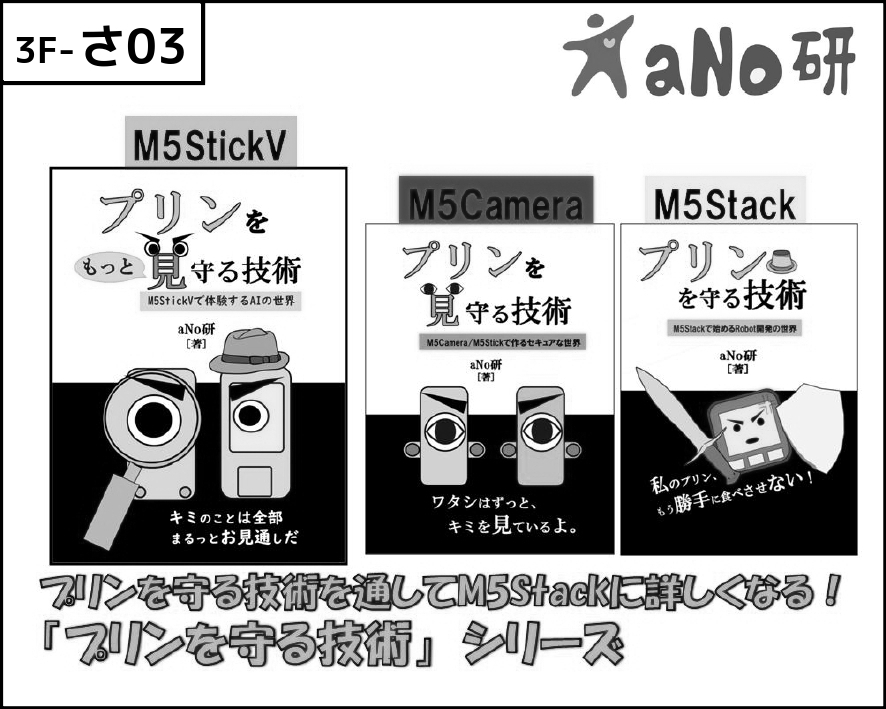 3F-さ03
aNo研
M5StickV
プリンを
もっと
見守る技術
M5StickVで体験するAIの世界
aNo研
[著]
キミのことは全部
まるっとお見通しだ
M5Camera
プリンを
見守る技術
M5Camera/M5Stickで作るセキュアな世界
aNo研
[著]
ワタシはずっと、
キミを見ているよ。
M5Stack
プリン
を守る技術
M5Stackで始めるRobot開発の世界
aNo研
[著]
私のプリン、
もう勝手に食べさせない！
プリンを守る技術を通してM5Stackに詳しくなる！
「プリンを守る技術」 シリーズ